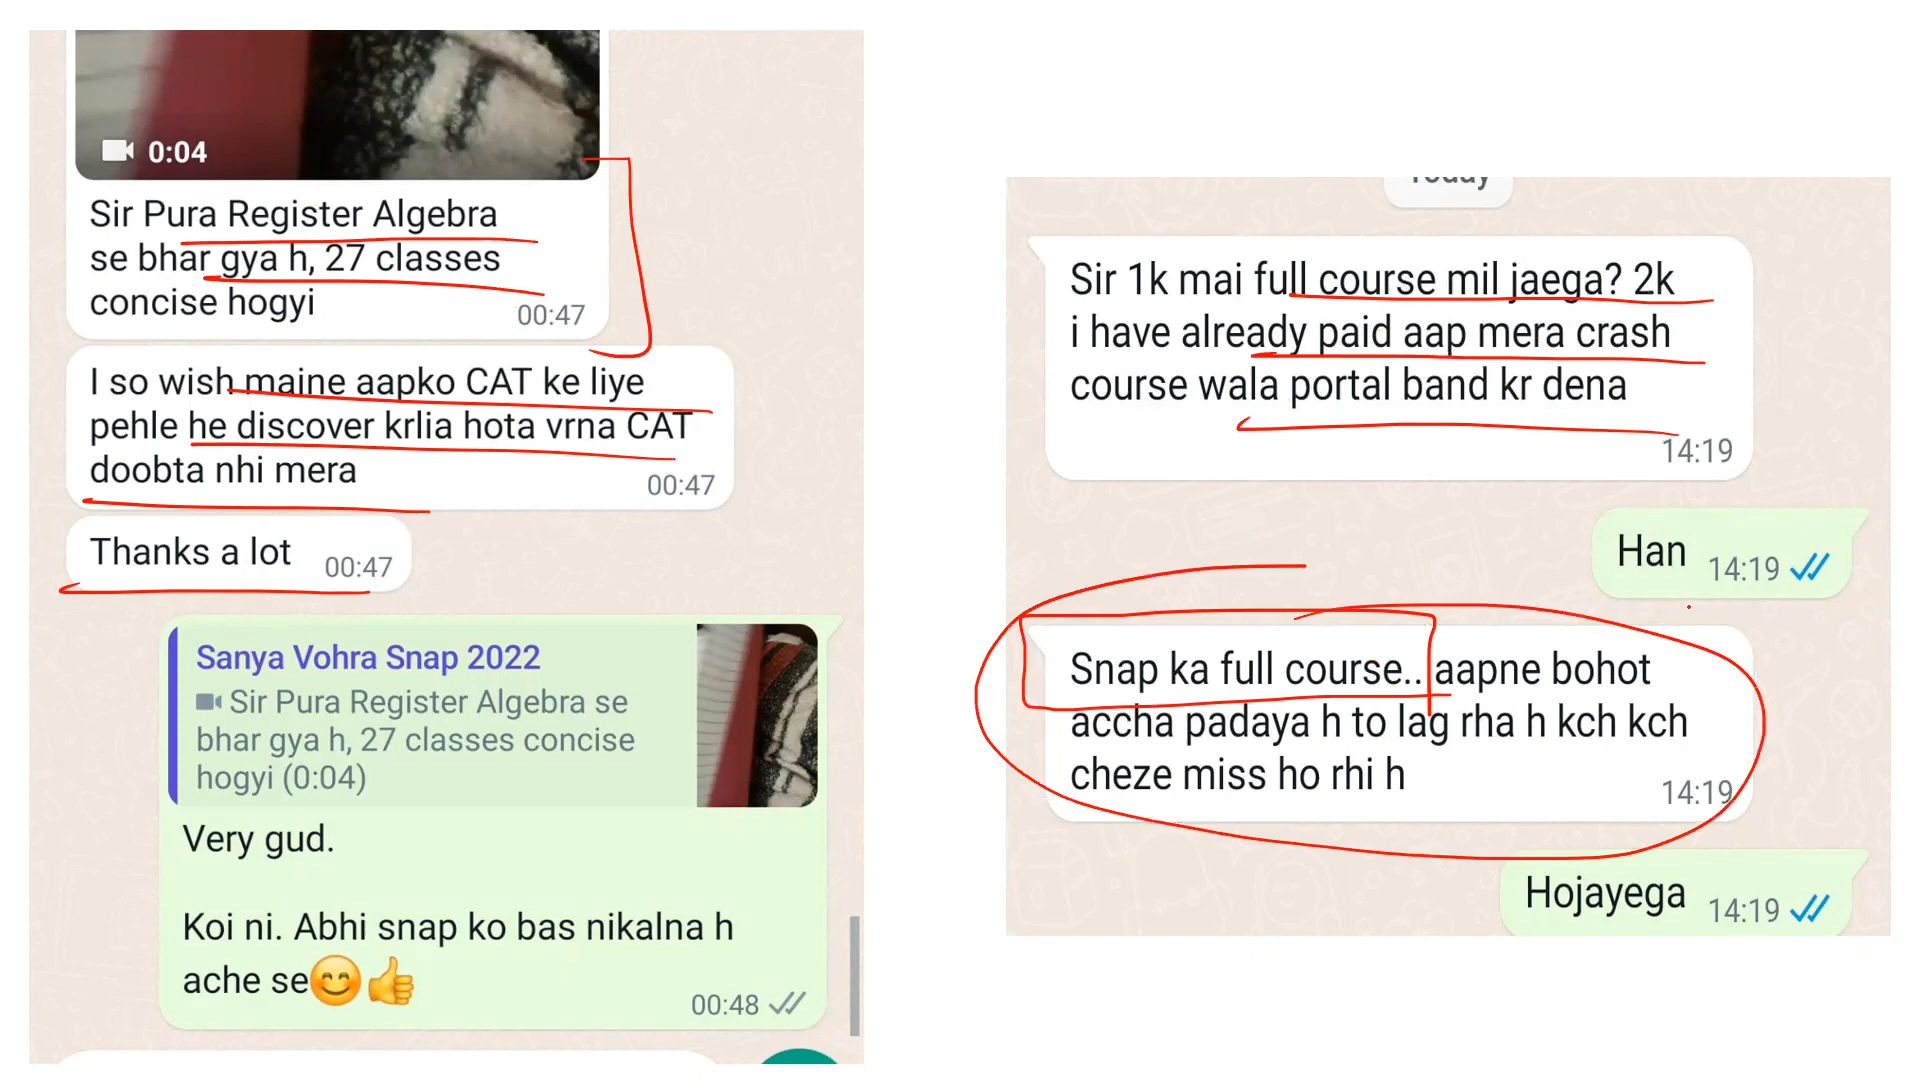 0:04
Sir Pura Register Algebra
se bhar gya h, 27 classes
concise hogyi
00:47
I so wish maine aapko CAT ke liye
pehle he discover krlia hota vrna CAT
doobta nhi mera
00:47
Thanks a lot 00:47
Sanya Vohra Snap 2022
Sir Pura Register Algebra se
bhar gya h, 27 classes concise
hogyi (0:04)
Very gud.
Koi ni. Abhi snap ko bas nikalna h
ache se😊👍
00:48
Today
Sir 1k mai full course mil jaega? 2k
i have already paid aap mera crash
course wala portal band kr dena
14:19
Han 14:19
Snap ka full course.. aapne bohot
accha padaya h to lag rha h kch kch
cheze miss ho rhi h
14:19
Hojayega 14:19